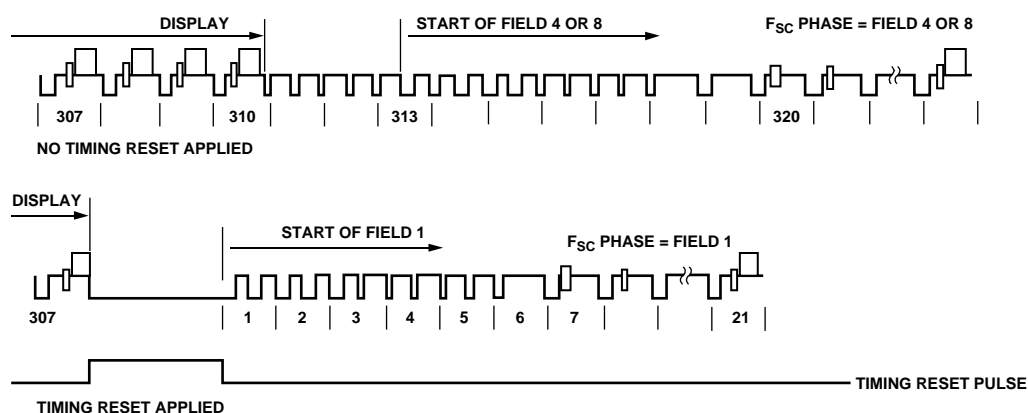 DISPLAY
START OF FIELD 4 OR 8
FSC PHASE = FIELD 4 OR 8
307
310
313
320
NO TIMING RESET APPLIED
DISPLAY
START OF FIELD 1
FSC PHASE = FIELD 1
307
1
2
3
4
5
6
7
21
TIMING RESET PULSE
TIMING RESET APPLIED